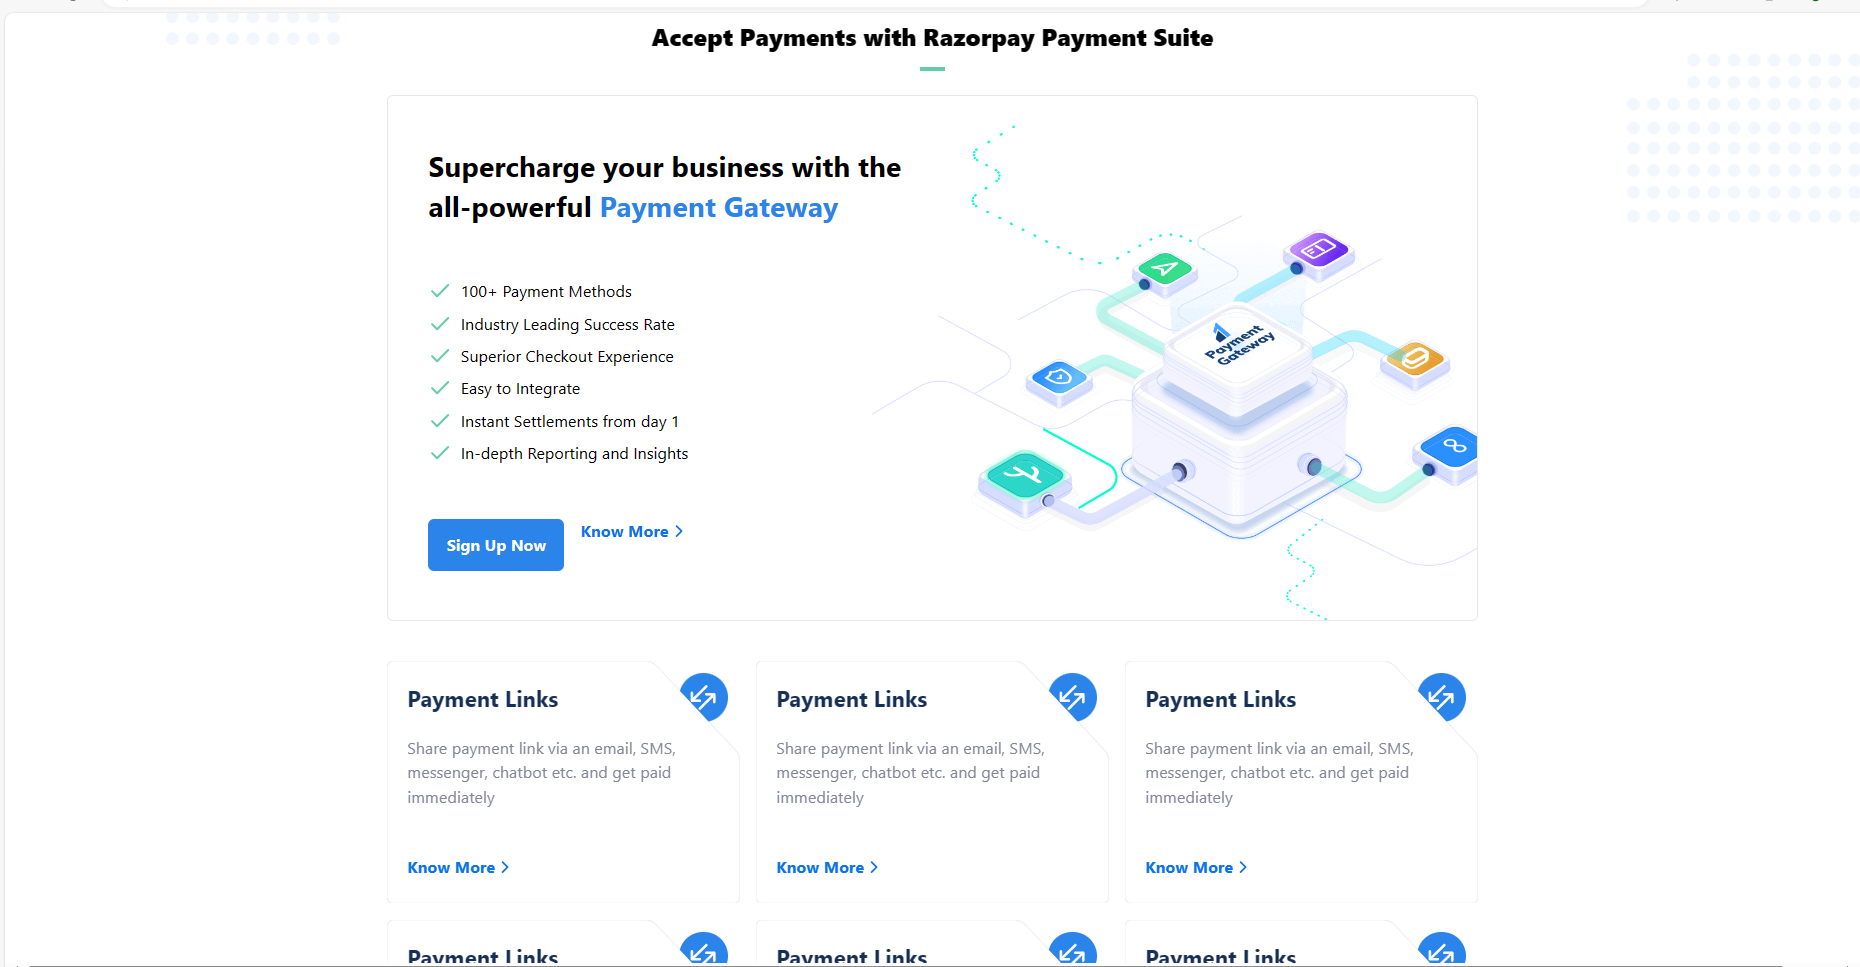 Accept Payments with Razorpay Payment Suite
Supercharge your business with the
all-powerful Payment Gateway
100+ Payment Methods
Industry Leading Success Rate
Superior Checkout Experience
Easy to Integrate
Instant Settlements from day 1
In-depth Reporting and Insights
Sign Up Now
Know More
Payment
Gateway
Payment Links
Share payment link via an email, SMS,
messenger, chatbot etc. and get paid
immediately
Know More
Payment Links
Share payment link via an email, SMS,
messenger, chatbot etc. and get paid
immediately
Know More
Payment Links
Share payment link via an email, SMS,
messenger, chatbot etc. and get paid
immediately
Know More
Payment Links
Payment Links
Payment Links